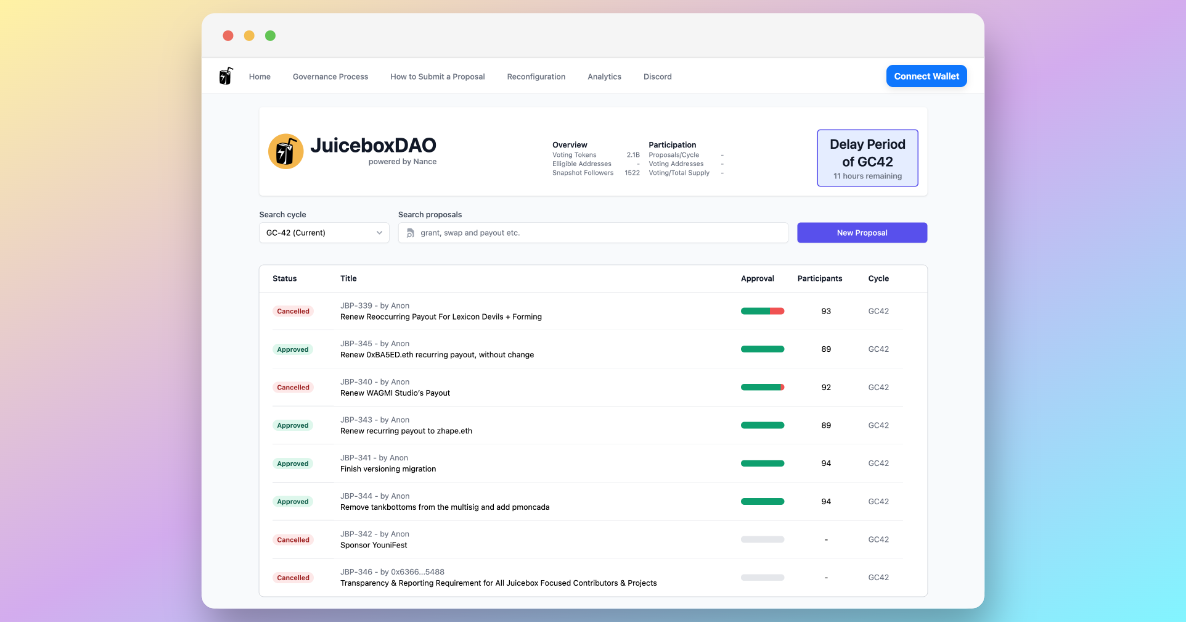 Home Governance Process How to Submit a Proposal Reconfiguration Analytics Discord Connect Wallet
JuiceboxDAO
powered by Nance
Overview
Voting Tokens 2.1B
Elligible Addresses -
Snapshot Followers 1522
Participation
Proposals/Cycle -
Voting Addresses -
Voting/Total Supply -
Delay Period
of GC42
11 hours remaining
Search cycle
GC-42 (Current)
Search proposals
grant, swap and payout etc.
New Proposal
Status Title Approval Participants Cycle
JBP-339 - by Anon
Cancelled Renew Reoccurring Payout For Lexicon Devils + Forming 93 GC42
JBP-345 - by Anon
Approved Renew 0xBA5ED.eth recurring payout, without change 89 GC42
JBP-340 - by Anon
Cancelled Renew WAGMI Studio's Payout 92 GC42
JBP-343 - by Anon
Approved Renew recurring payout to zhape.eth 89 GC42
JBP-341 - by Anon
Approved Finish versioning migration 94 GC42
JBP-344 - by Anon
Approved Remove tankbottoms from the multisig and add pmoncada 94 GC42
JBP-342 - by Anon
Cancelled Sponsor YouniFest - GC42
JBP-346 - by 0x6366...5488
Cancelled Transparency & Reporting Requirement for All Juicebox Focused Contributors & Projects - GC42